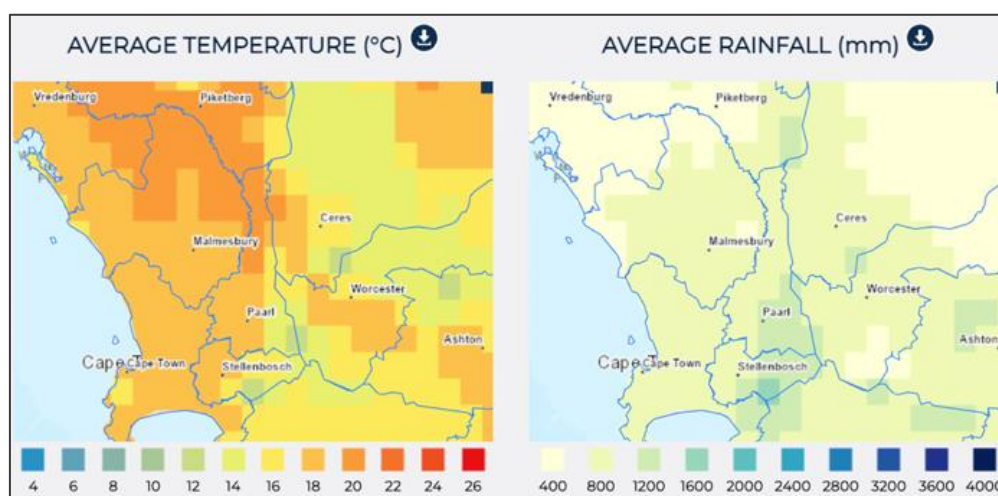 AVERAGE TEMPERATURE (°C)
Vredenburg
Piketberg
Ceres
Malmesbury
Worcester
Paarl
Ashton
Cape T
Cape Town
Stellenbosch
4 6 8 10 12 14 16 18 20 22 24 26
AVERAGE RAINFALL (mm)
Vredenburg
Piketberg
Ceres
Malmesbury
Worcester
Paarl
Ashton
Cape T
Cape Town
Stellenbosch
400 800 1200 1600 2000 2400 2800 3200 3600 4000